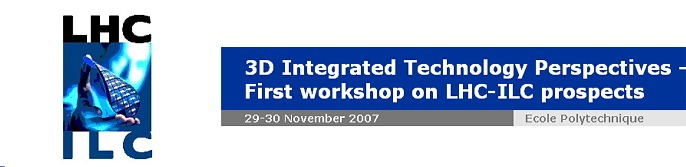 LHC
ILC
3D Integrated Technology Perspectives -
First workshop on LHC-ILC prospects
29-30 November 2007
Ecole Polytechnique